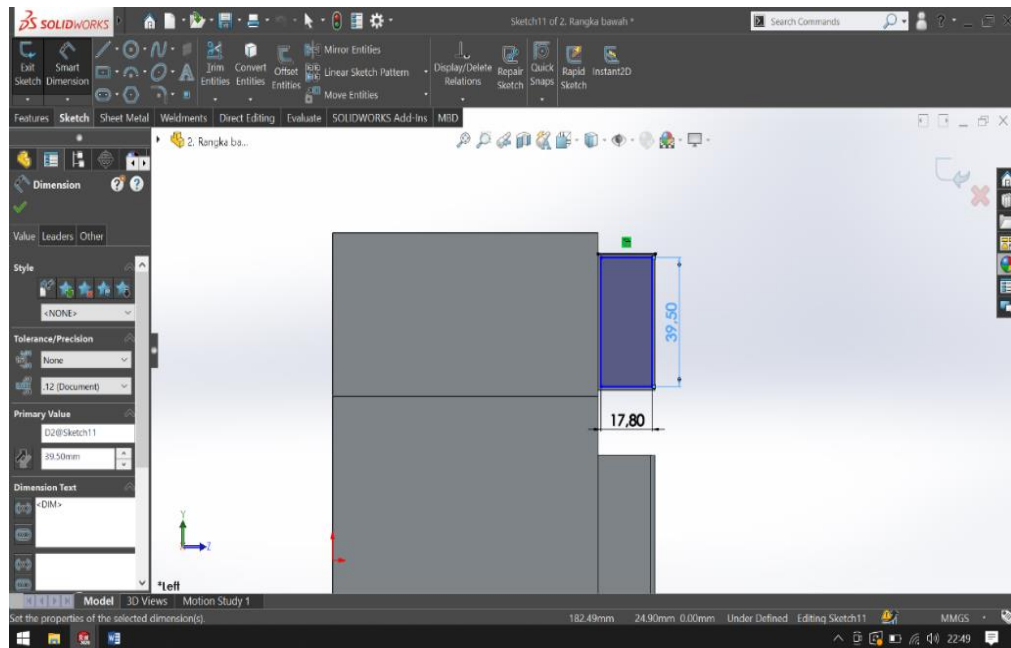 SOLIDWORKS
Sketch11 of 2. Rangka bawah *
Search Commands
Exit Sketch
Smart Dimension
Trim Entities
Convert Entities
Offset Entities
Mirror Entities
Linear Sketch Pattern
Move Entities
Display/Delete Relations
Repair Sketch
Quick Snaps
Rapid Sketch
Instant2D
Features Sketch Sheet Metal Weldments Direct Editing Evaluate SOLIDWORKS Add-Ins MBD
2. Rangka ba...
Dimension
Value Leaders Other
Style
<NONE>
Tolerance/Precision
None
.12 (Document)
Primary Value
D2@Sketch11
39.50mm
Dimension Text
<DIM>
39,50
17,80
Y
Z
*Left
Model 3D Views Motion Study 1
Set the properties of the selected dimension(s).
182.49mm 24.90mm 0.00mm Under Defined Editing Sketch11 MMGS
22:49